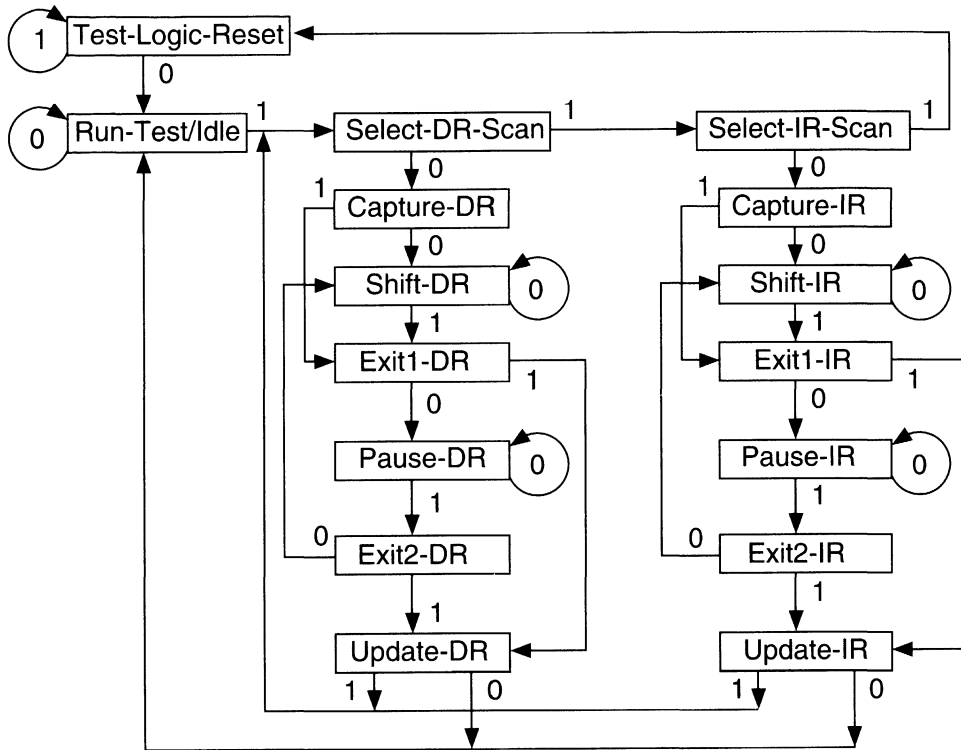 1 Test-Logic-Reset
0
0 Run-Test/Idle 1 Select-DR-Scan 1 Select-IR-Scan 1
0 0
1 Capture-DR 1 Capture-IR
0 0
Shift-DR 0 Shift-IR 0
1 1
Exit1-DR 1 Exit1-IR 1
0 0
Pause-DR 0 Pause-IR 0
1 1
0 Exit2-DR 0 Exit2-IR
1 1
Update-DR Update-IR
1 0 1 0